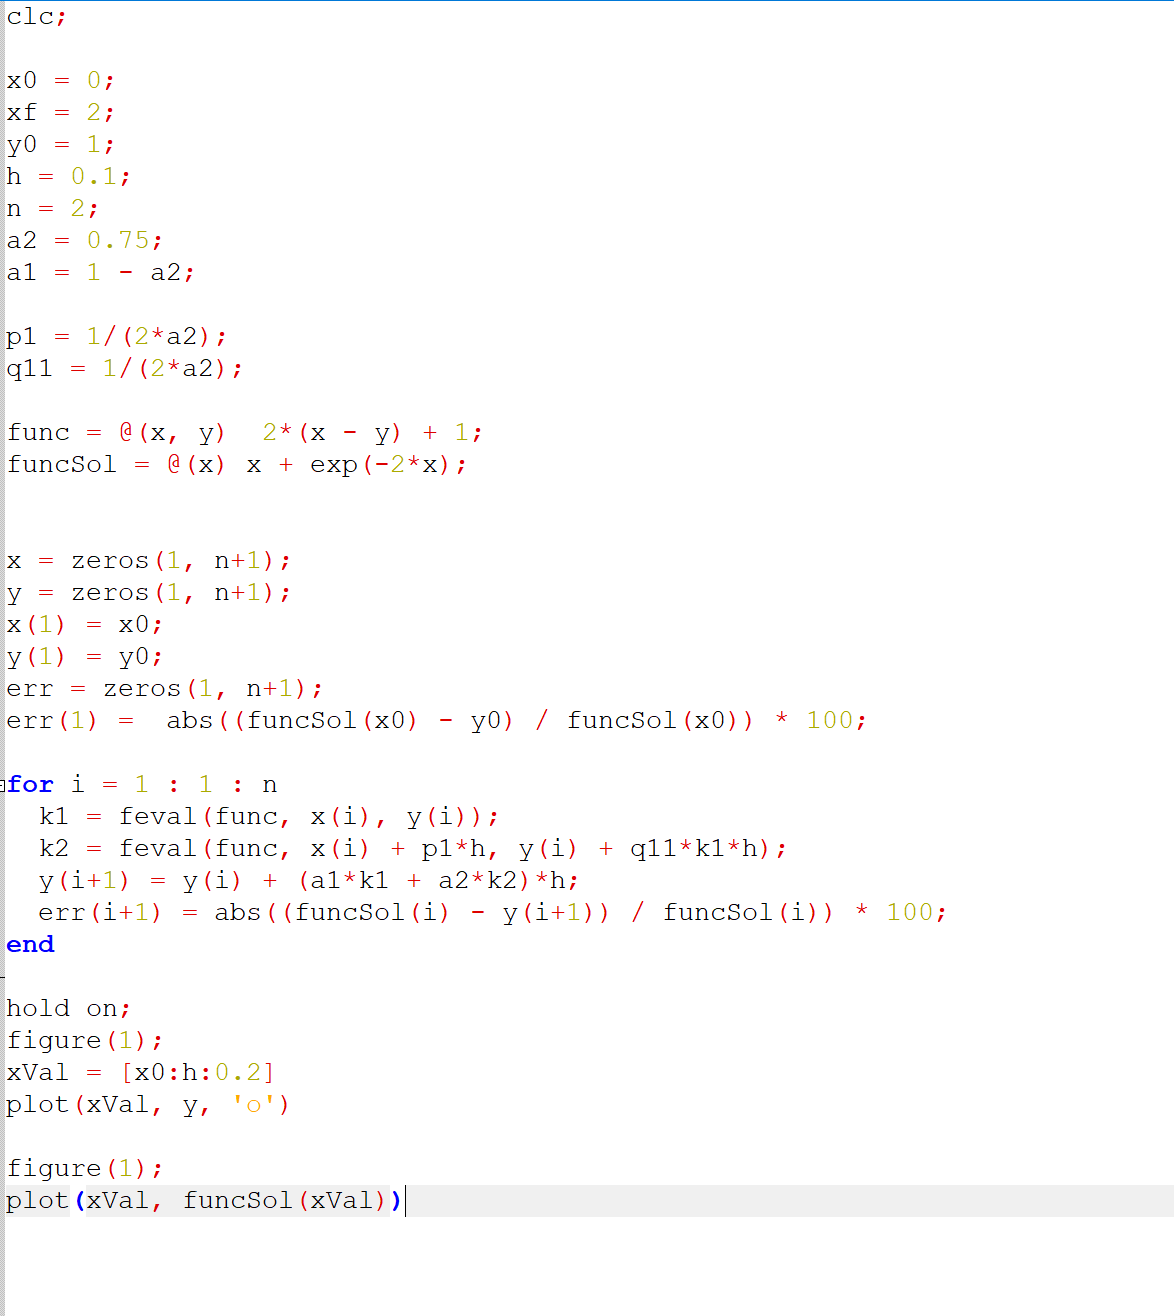 clc;
x0 = 0;
xf = 2;
y0 = 1;
h = 0.1;
n = 2;
a2 = 0.75;
a1 = 1 - a2;
p1 = 1/(2*a2);
q11 = 1/(2*a2);
func = @(x, y)  2*(x - y) + 1;
funcSol = @(x) x + exp(-2*x);
x = zeros(1, n+1);
y = zeros(1, n+1);
x(1) = x0;
y(1) = y0;
err = zeros(1, n+1);
err(1) =  abs((funcSol(x0) - y0) / funcSol(x0)) * 100;
for i = 1 : 1 : n
  k1 = feval(func, x(i), y(i));
  k2 = feval(func, x(i) + p1*h, y(i) + q11*k1*h);
  y(i+1) = y(i) + (a1*k1 + a2*k2)*h;
  err(i+1) = abs((funcSol(i) - y(i+1)) / funcSol(i)) * 100;
end
hold on;
figure(1);
xVal = [x0:h:0.2]
plot(xVal, y, 'o')
figure(1);
plot(xVal, funcSol(xVal))